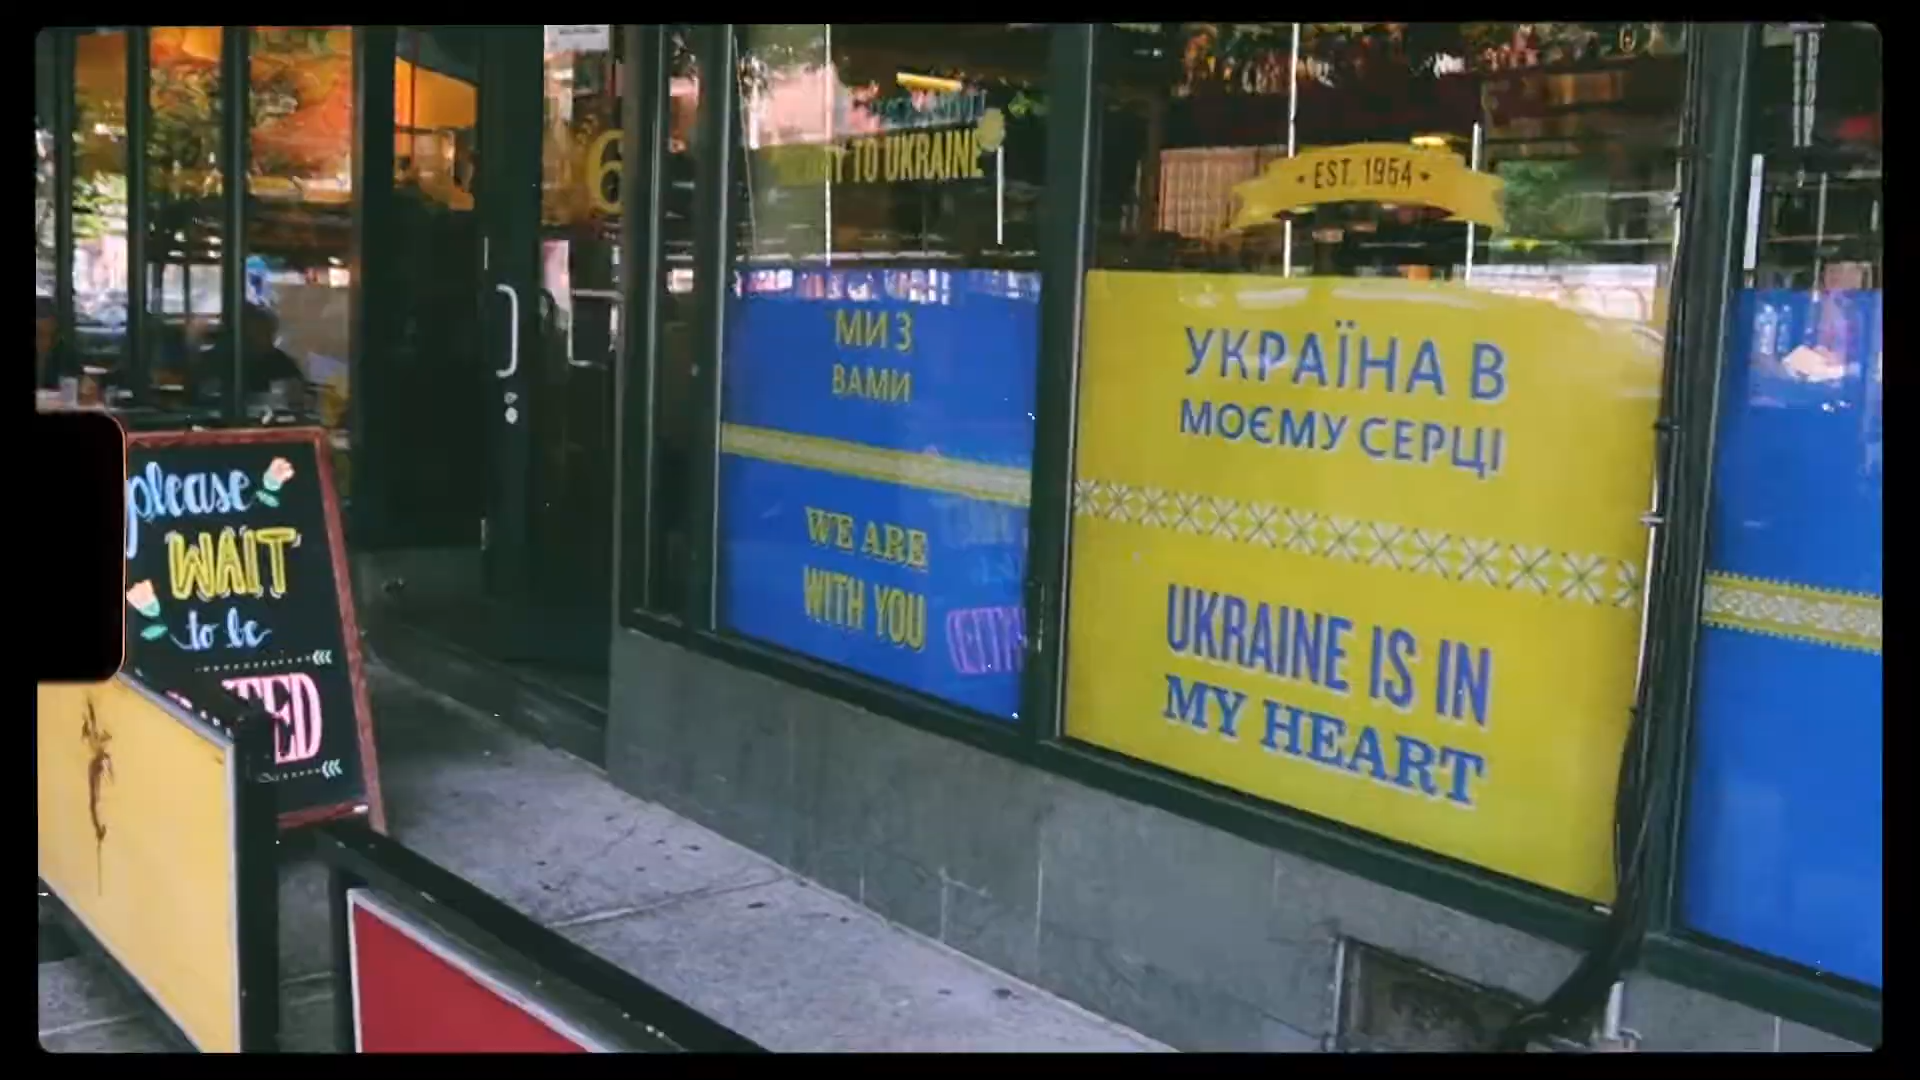 please
WAIT
to be
6
TO UKRAINE
МИ З
ВАМИ
WE ARE
WITH YOU
EST. 1954
УКРАЇНА В
МОЄМУ СЕРЦІ
UKRAINE IS IN
MY HEART